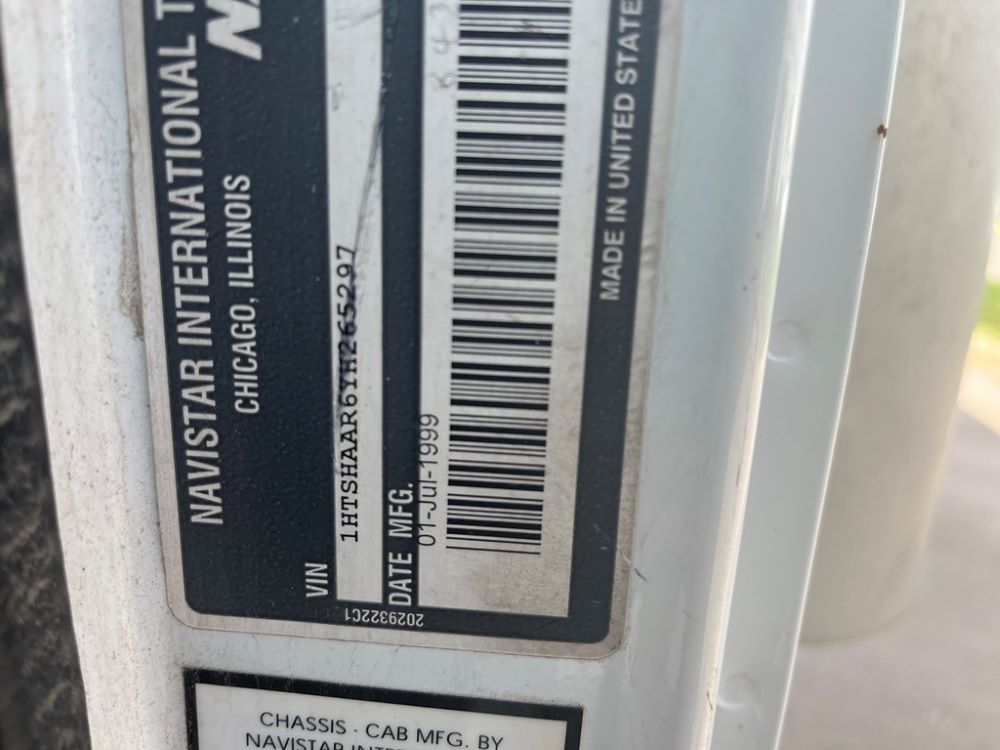 NAVISTAR INTERNATIONAL
CHICAGO, ILLINOIS
VIN
1HTSHAAR6YH265297
DATE MFG.
01-Jul-1999
MADE IN UNITED STATE
2029322C1
CHASSIS - CAB MFG. BY
NAVISTAR